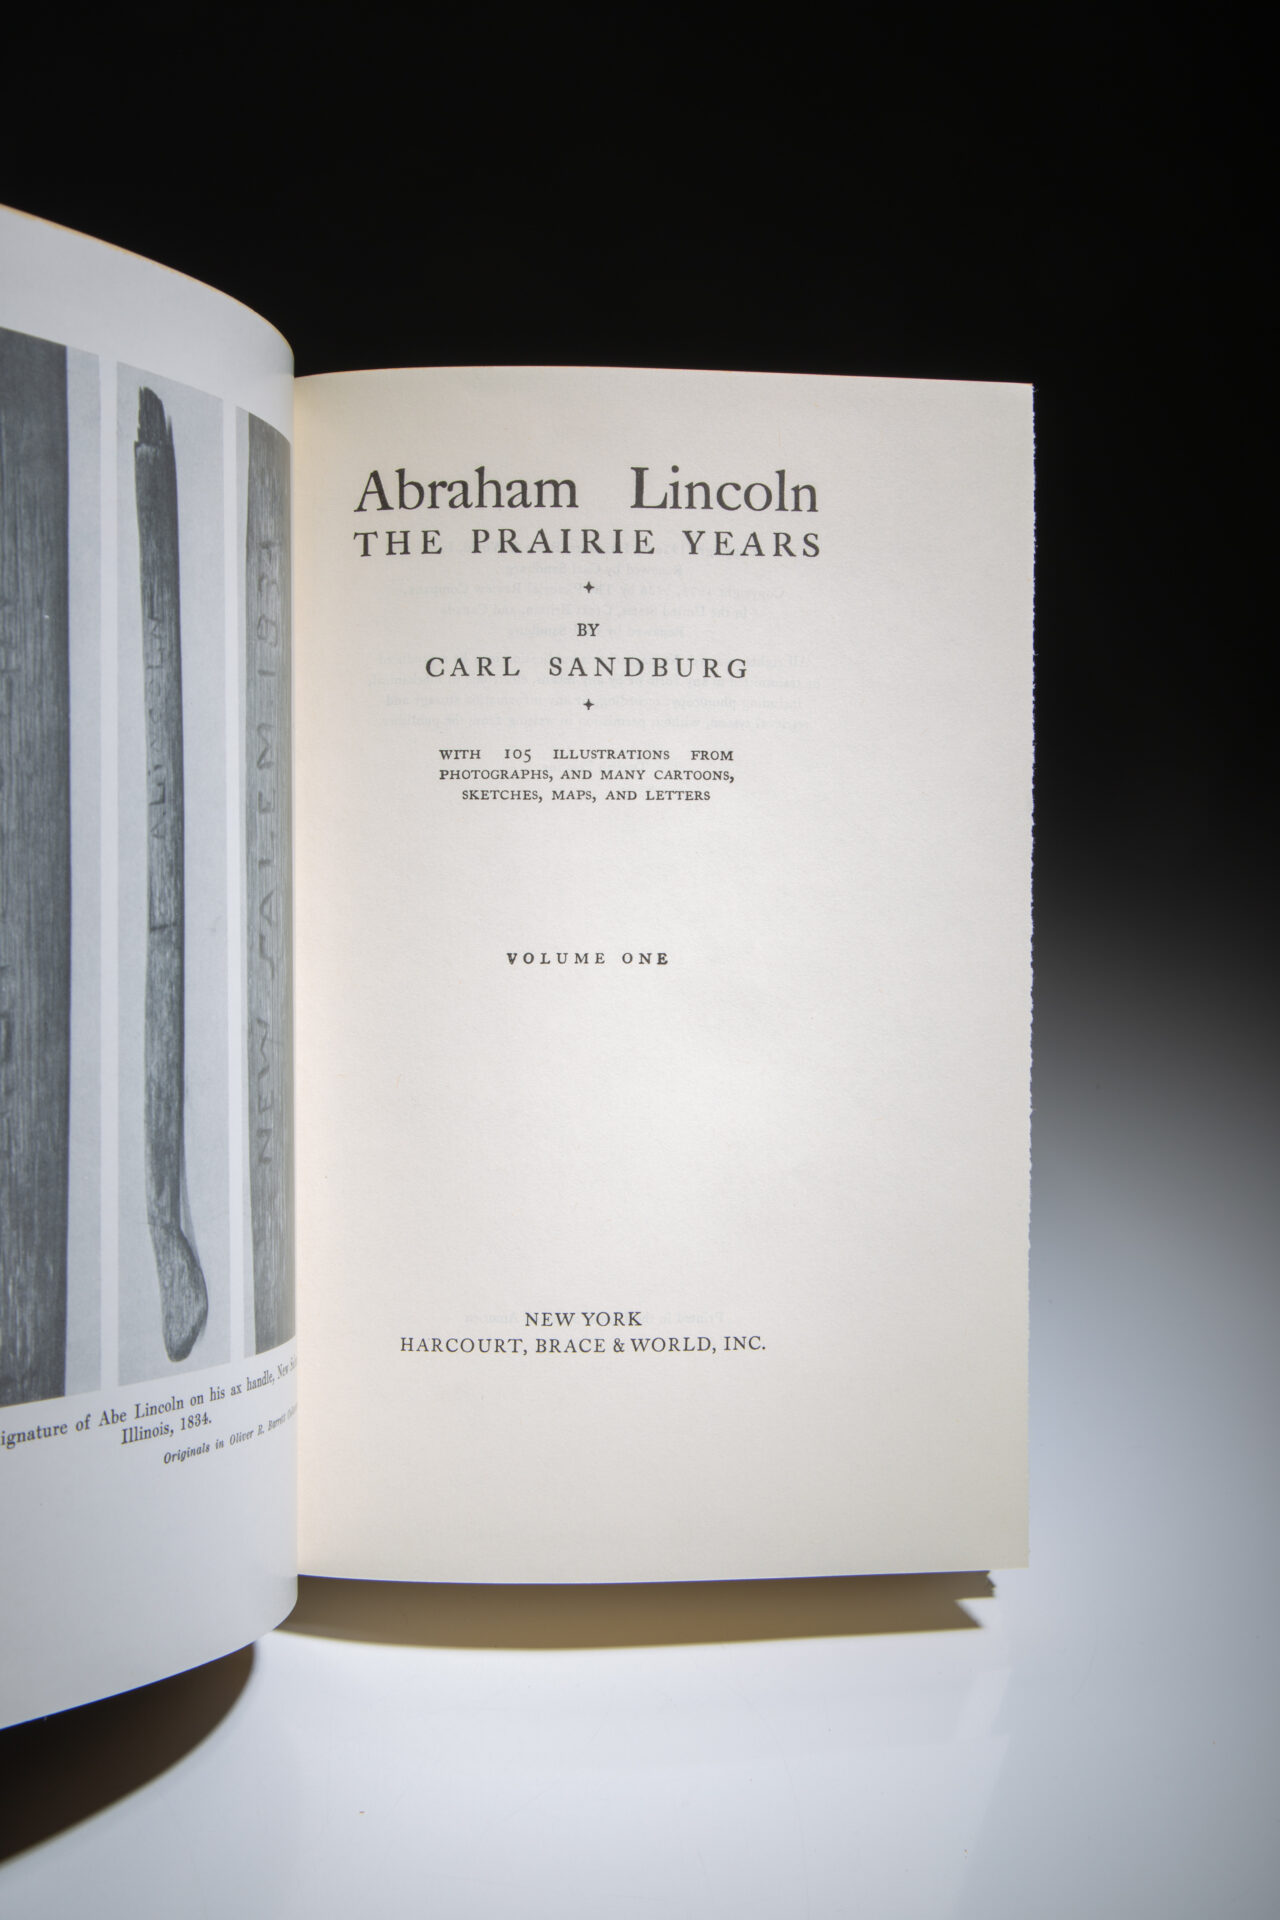 A. LINCOLN
NEW SALEM. 1834
ignature of Abe Lincoln on his ax handle, New
Illinois, 1834.
Originals in Oliver R. Barrett
Abraham Lincoln
THE PRAIRIE YEARS
BY
CARL SANDBURG
WITH 105 ILLUSTRATIONS FROM
PHOTOGRAPHS, AND MANY CARTOONS,
SKETCHES, MAPS, AND LETTERS
VOLUME ONE
NEW YORK
HARCOURT, BRACE & WORLD, INC.